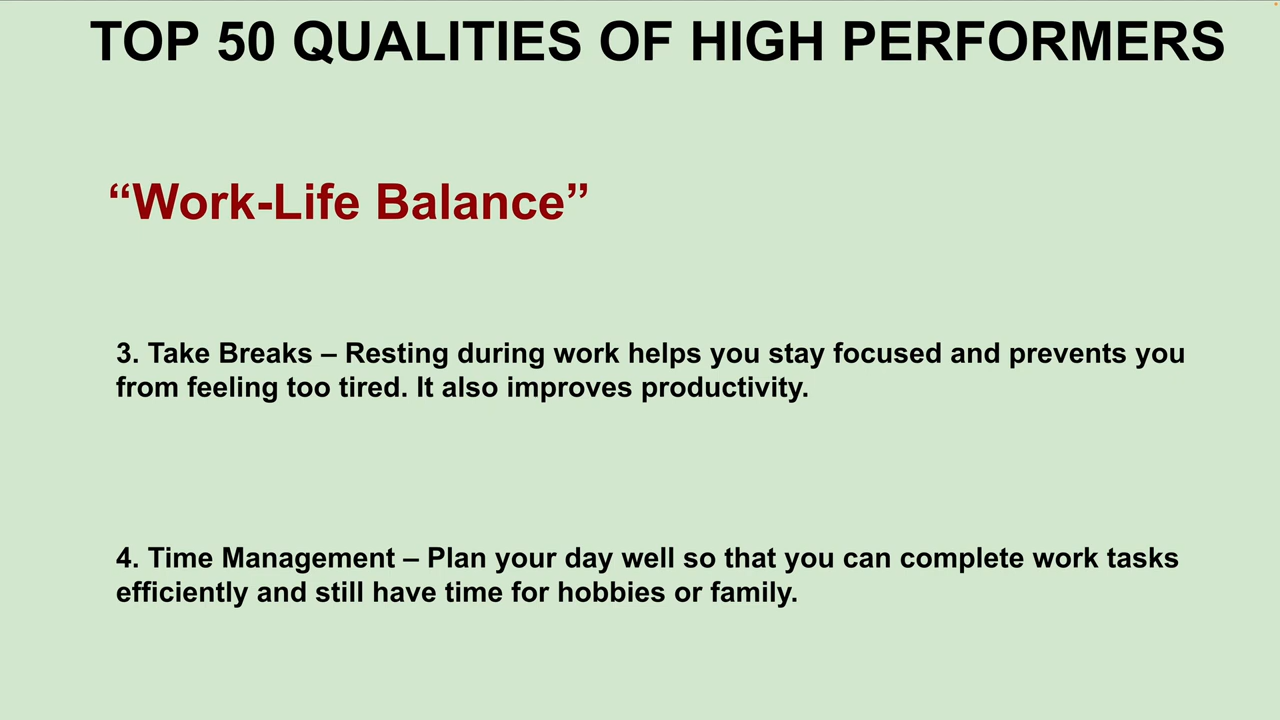 TOP 50 QUALITIES OF HIGH PERFORMERS
“Work-Life Balance”
3. Take Breaks – Resting during work helps you stay focused and prevents you
from feeling too tired. It also improves productivity.
4. Time Management – Plan your day well so that you can complete work tasks
efficiently and still have time for hobbies or family.